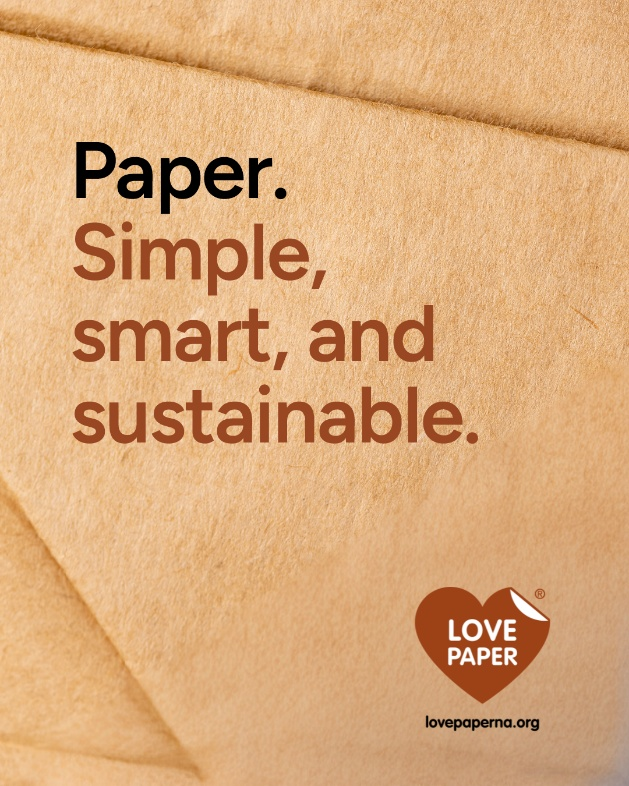 Paper.
Simple,
smart, and
sustainable.
LOVE
PAPER
®
lovepaperna.org